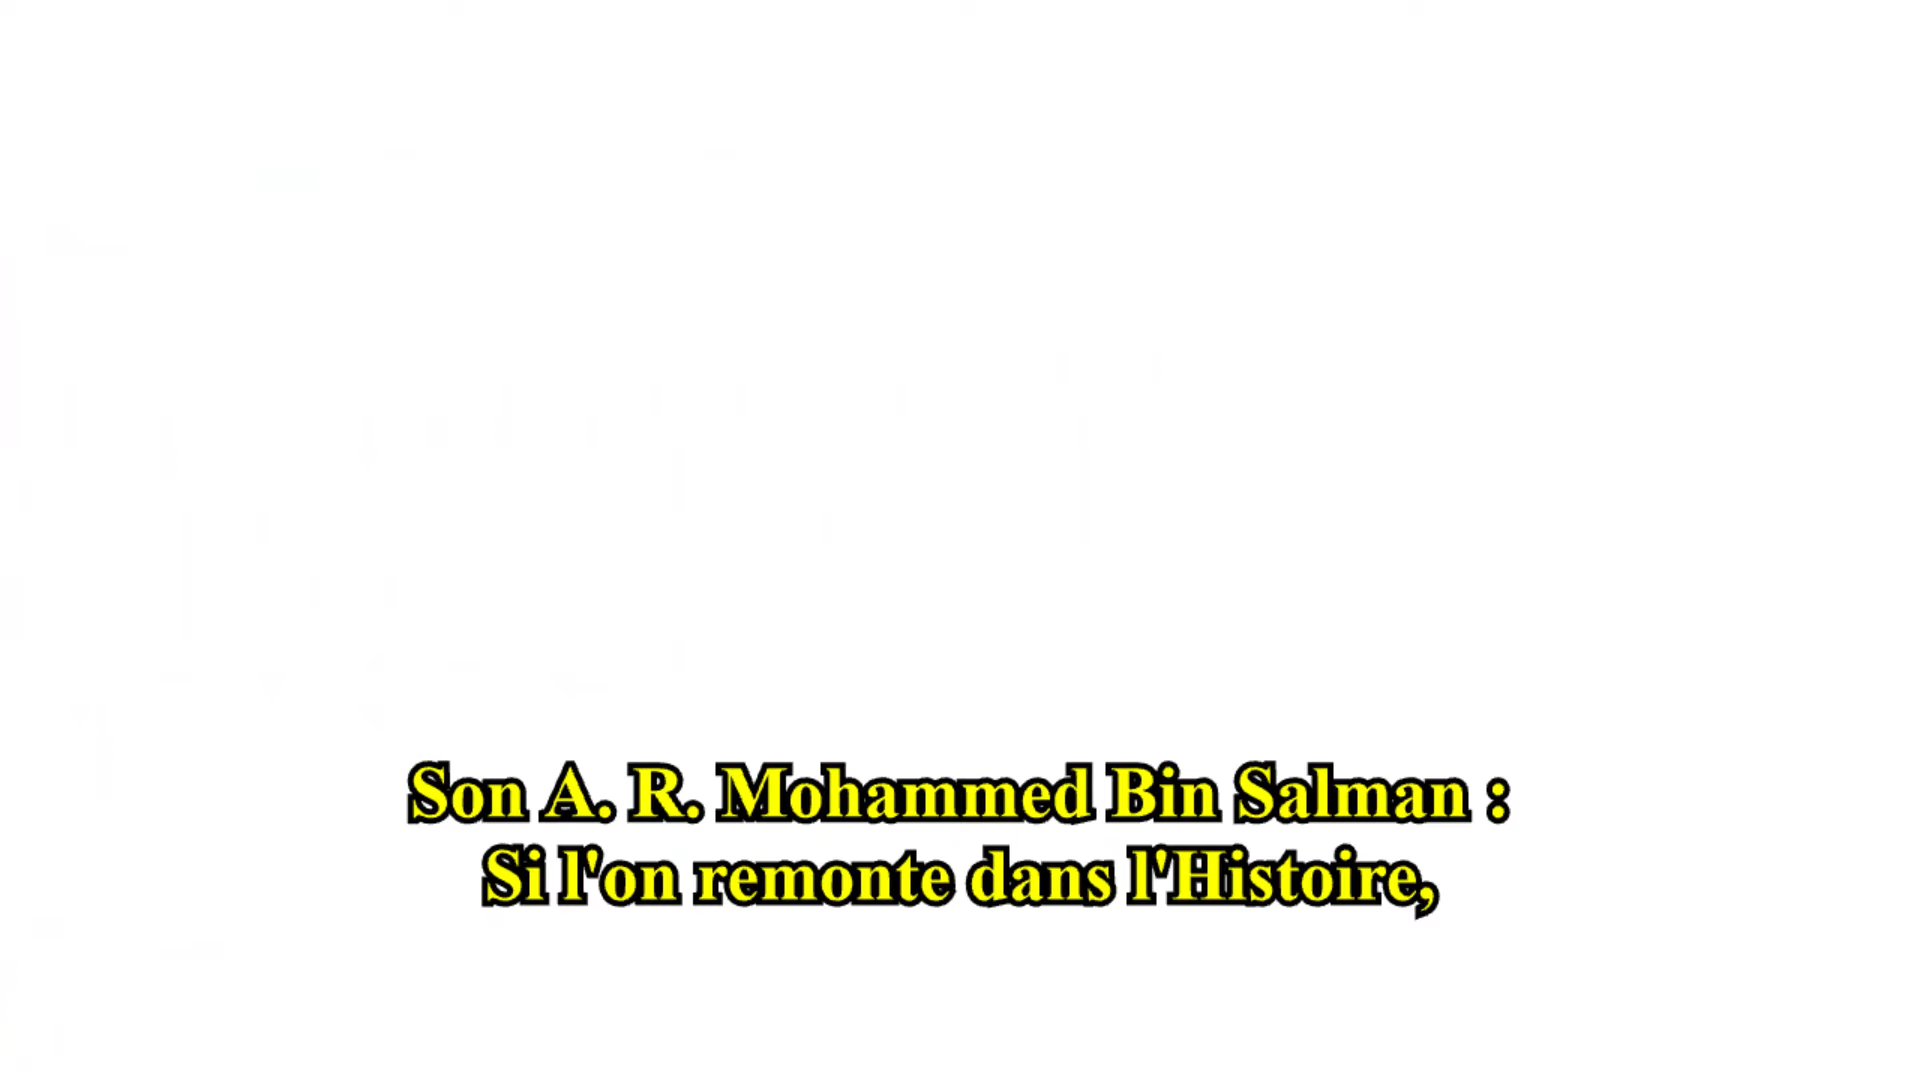 Son A. R. Mohammed Bin Salman :
Si l'on remonte dans l'Histoire,